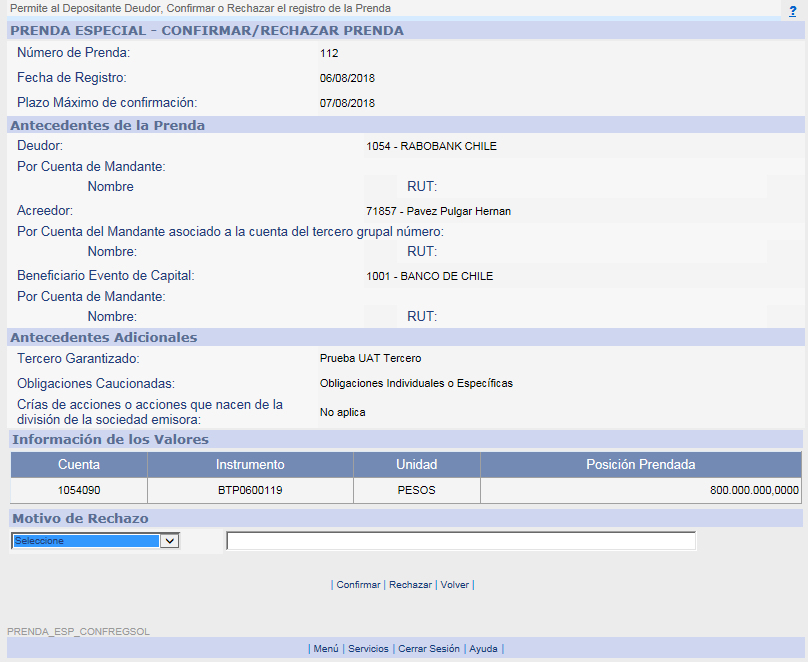 Permite al Depositante Deudor, Confirmar o Rechazar el registro de la Prenda
?
PRENDA ESPECIAL - CONFIRMAR/RECHAZAR PRENDA
Número de Prenda: 112
Fecha de Registro: 06/08/2018
Plazo Máximo de confirmación: 07/08/2018
Antecedentes de la Prenda
Deudor: 1054 - RABOBANK CHILE
Por Cuenta de Mandante:
Nombre RUT:
Acreedor: 71857 - Pavez Pulgar Hernan
Por Cuenta del Mandante asociado a la cuenta del tercero grupal número:
Nombre: RUT:
Beneficiario Evento de Capital: 1001 - BANCO DE CHILE
Por Cuenta de Mandante:
Nombre: RUT:
Antecedentes Adicionales
Tercero Garantizado: Prueba UAT Tercero
Obligaciones Caucionadas: Obligaciones Individuales o Específicas
Crías de acciones o acciones que nacen de la
división de la sociedad emisora: No aplica
Información de los Valores
Cuenta Instrumento Unidad Posición Prendada
1054090 BTP0600119 PESOS 800.000.000,0000
Motivo de Rechazo
Seleccione
| Confirmar | Rechazar | Volver |
PRENDA_ESP_CONFREGSOL
| Menú | Servicios | Cerrar Sesión | Ayuda |